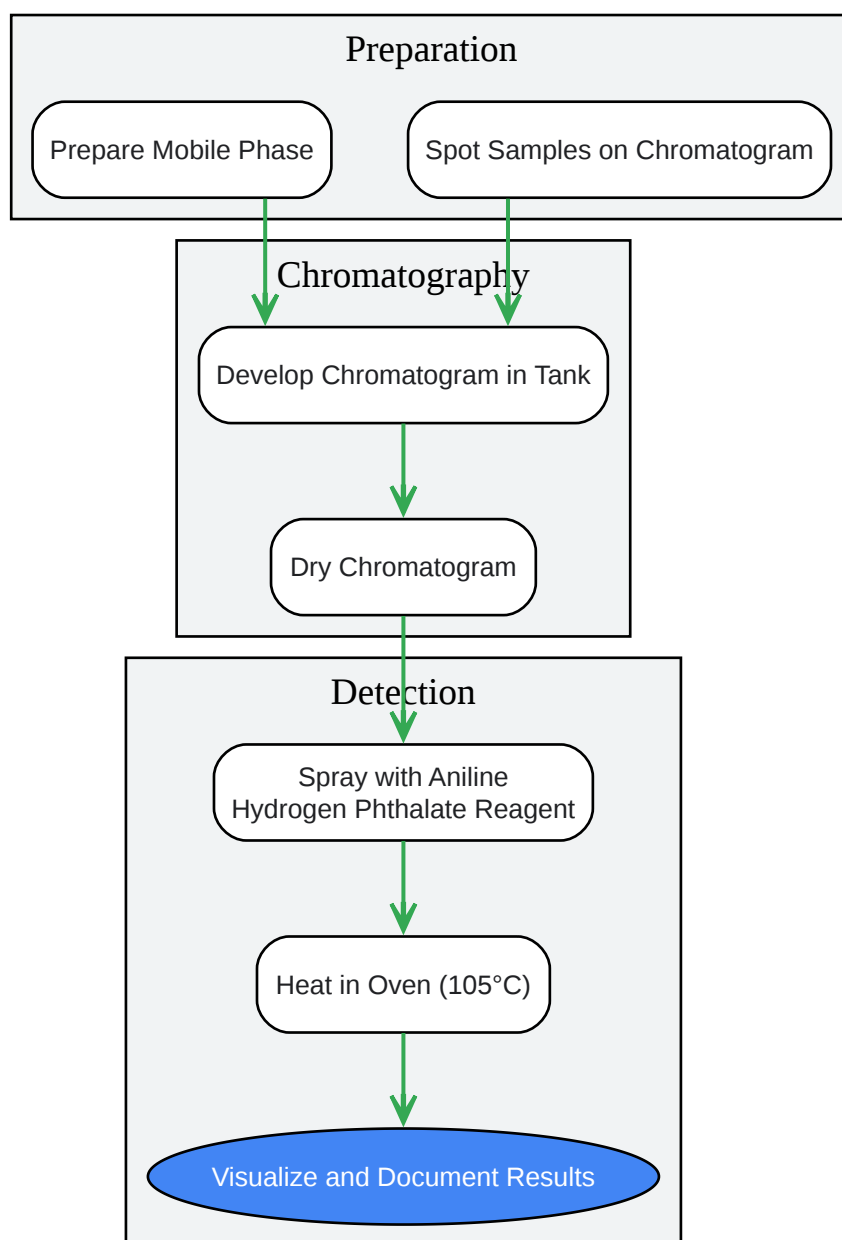 Preparation
Prepare Mobile Phase
Spot Samples on Chromatogram
Chromatography
Develop Chromatogram in Tank
Dry Chromatogram
Detection
Spray with Aniline
Hydrogen Phthalate Reagent
Heat in Oven (105°C)
Visualize and Document Results